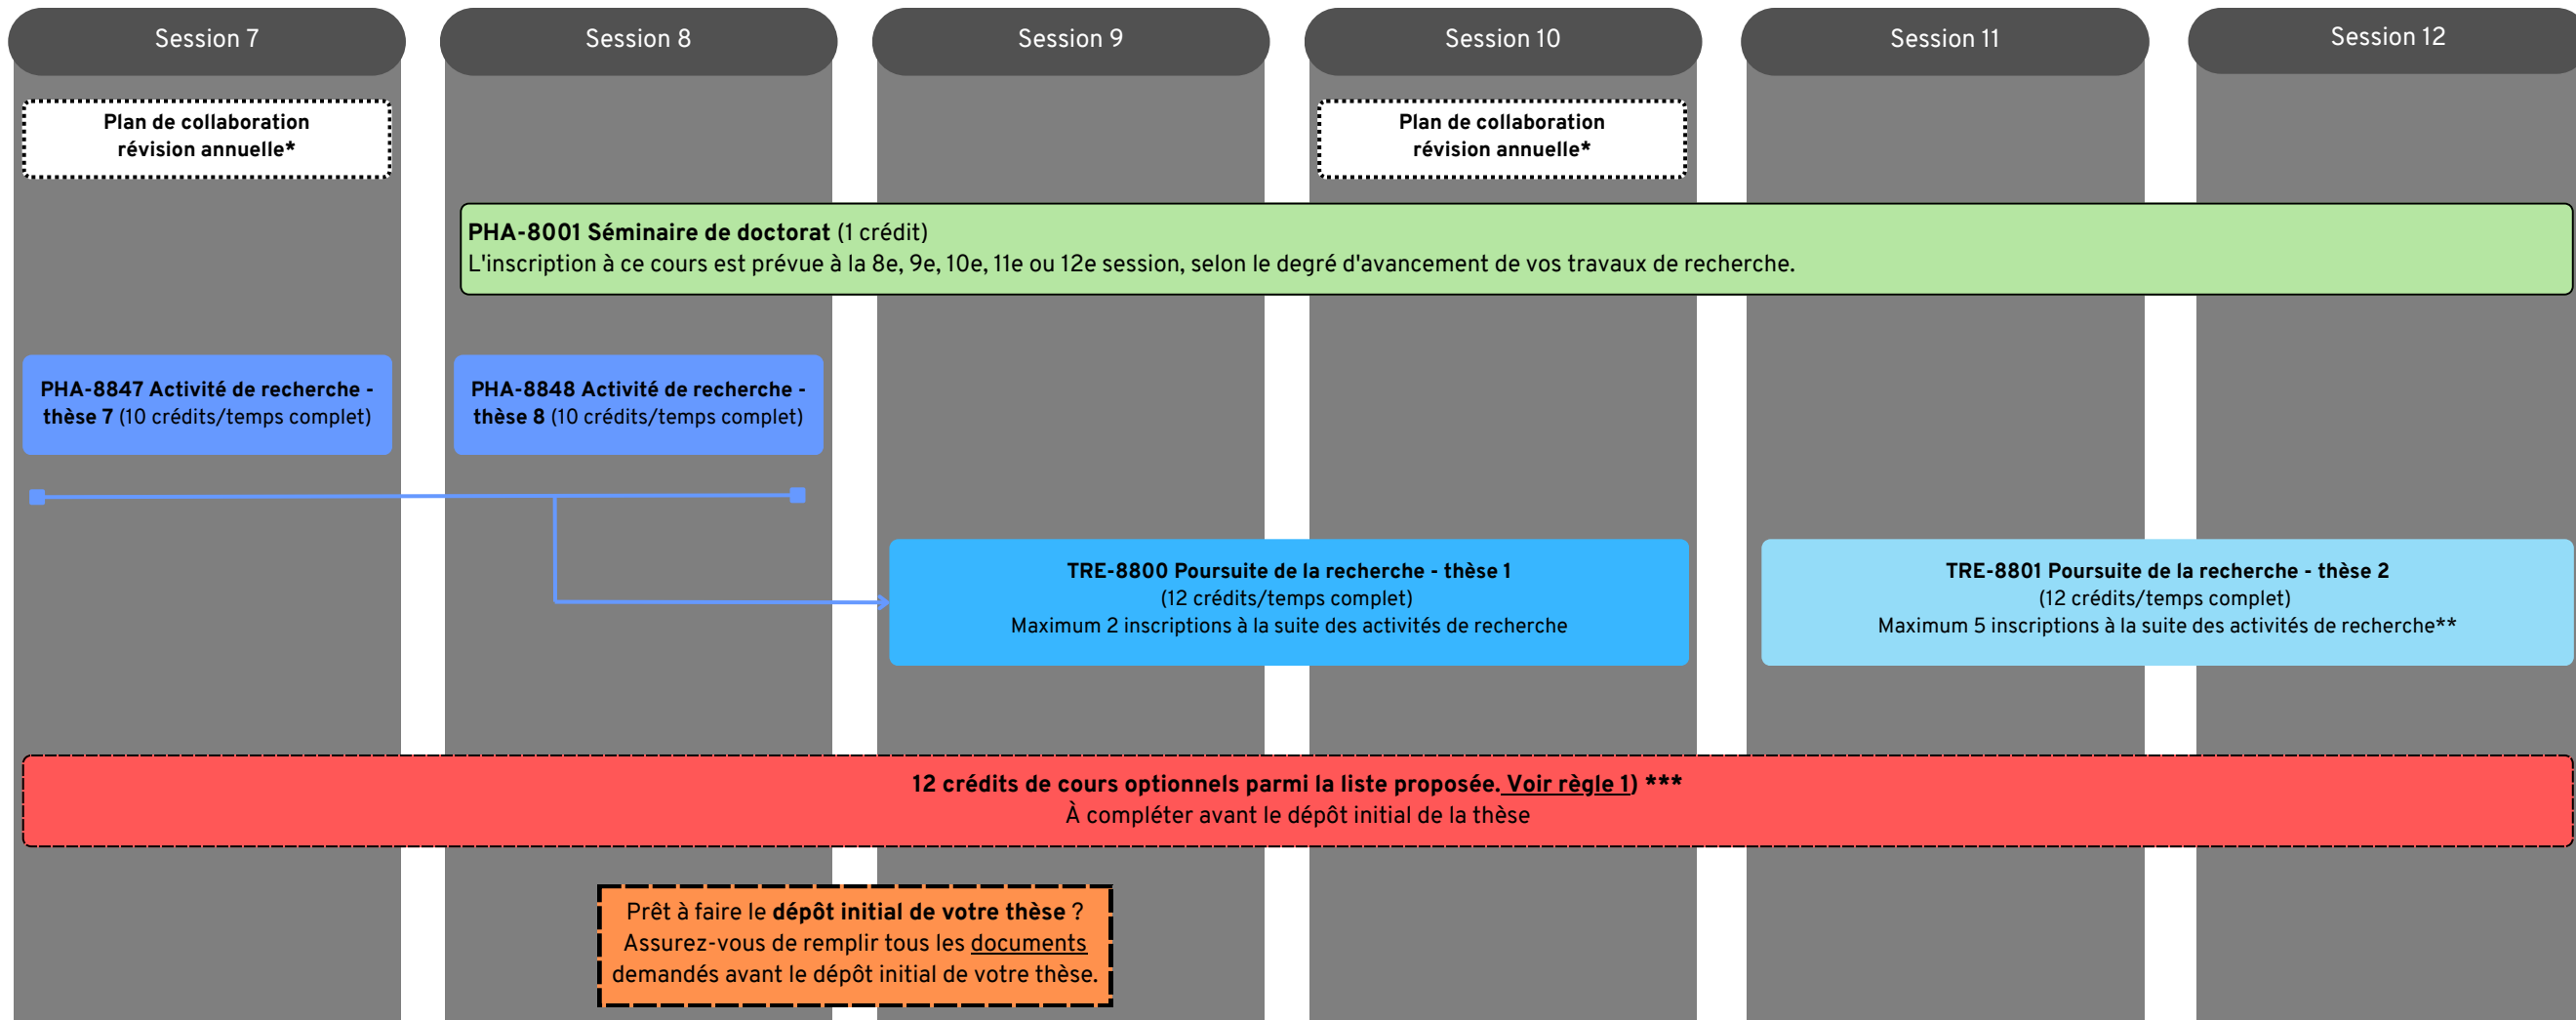 Session 7
Session 8
Session 9
Session 10
Session 11
Session 12
Plan de collaboration
révision annuelle*
Plan de collaboration
révision annuelle*
PHA-8001 Séminaire de doctorat (1 crédit)
L'inscription à ce cours est prévue à la 8e, 9e, 10e, 11e ou 12e session, selon le degré d'avancement de vos travaux de recherche.
PHA-8847 Activité de recherche -
thèse 7 (10 crédits/temps complet)
PHA-8848 Activité de recherche -
thèse 8 (10 crédits/temps complet)
TRE-8800 Poursuite de la recherche - thèse 1
(12 crédits/temps complet)
Maximum 2 inscriptions à la suite des activités de recherche
TRE-8801 Poursuite de la recherche - thèse 2
(12 crédits/temps complet)
Maximum 5 inscriptions à la suite des activités de recherche**
12 crédits de cours optionnels parmi la liste proposée. Voir règle 1) ***
À compléter avant le dépôt initial de la thèse
Prêt à faire le dépôt initial de votre thèse ?
Assurez-vous de remplir tous les documents
demandés avant le dépôt initial de votre thèse.